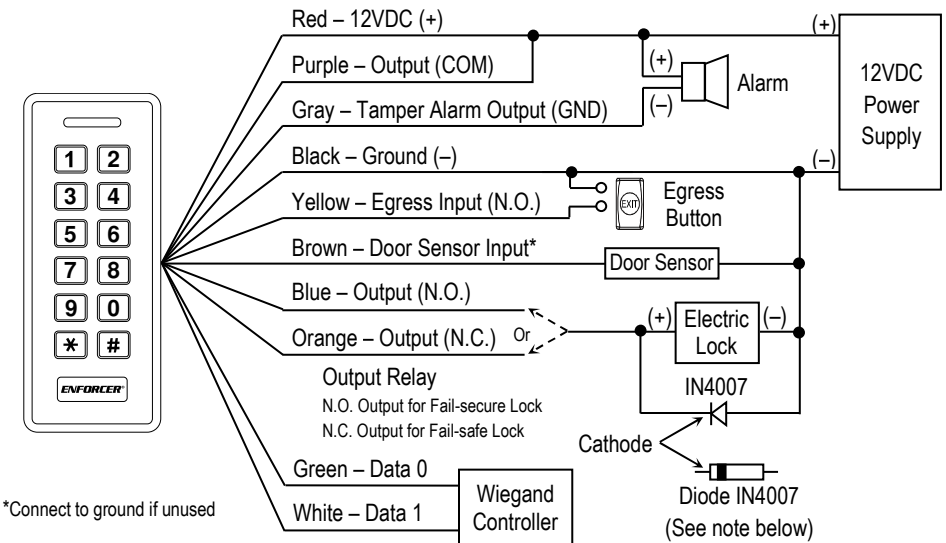 Red – 12VDC (+)
(+)
Purple – Output (COM)
(+)
Alarm
12VDC
Power
Supply
Gray – Tamper Alarm Output (GND)
(–)
Black – Ground (–)
(–)
1 2
3 4
5 6
7 8
9 0
* #
ENFORCER®
Yellow – Egress Input (N.O.)
EXIT
Egress
Button
Brown – Door Sensor Input*
Door Sensor
Blue – Output (N.O.)
Orange – Output (N.C.)
Or
(+)
Electric
Lock
(–)
Output Relay
N.O. Output for Fail-secure Lock
N.C. Output for Fail-safe Lock
IN4007
Cathode
Diode IN4007
(See note below)
Green – Data 0
White – Data 1
Wiegand
Controller
*Connect to ground if unused